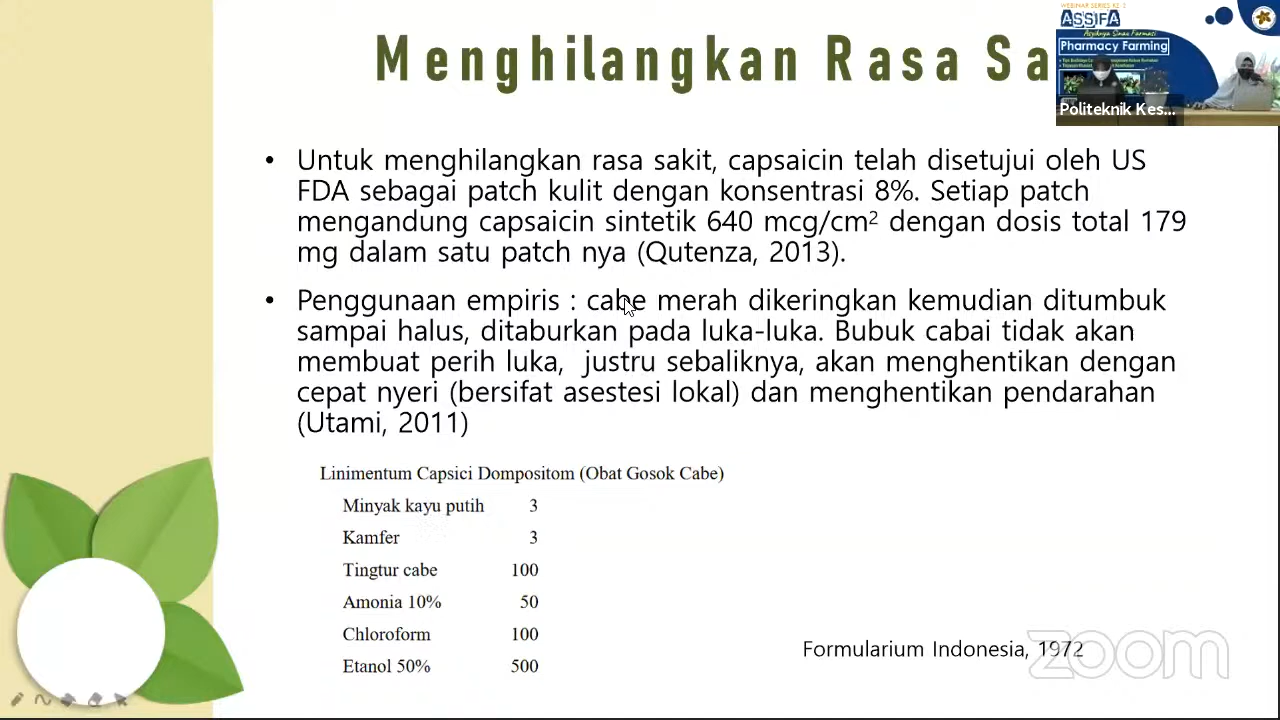 Menghilangkan Rasa Sa
WEBINAR SERIES
ASSIFA
Asyiknya Sinau Farmasi
Pharmacy Farming
Politeknik Kes...
• Untuk menghilangkan rasa sakit, capsaicin telah disetujui oleh US
FDA sebagai patch kulit dengan konsentrasi 8%. Setiap patch
mengandung capsaicin sintetik 640 mcg/cm² dengan dosis total 179
mg dalam satu patch nya (Qutenza, 2013).
• Penggunaan empiris : cabe merah dikeringkan kemudian ditumbuk
sampai halus, ditaburkan pada luka-luka. Bubuk cabai tidak akan
membuat perih luka, justru sebaliknya, akan menghentikan dengan
cepat nyeri (bersifat asestesi lokal) dan menghentikan pendarahan
(Utami, 2011)
Linimentum Capsici Dompositom (Obat Gosok Cabe)
Minyak kayu putih 3
Kamfer 3
Tingtur cabe 100
Amonia 10% 50
Chloroform 100
Etanol 50% 500
Formularium Indonesia, 1972
zoom